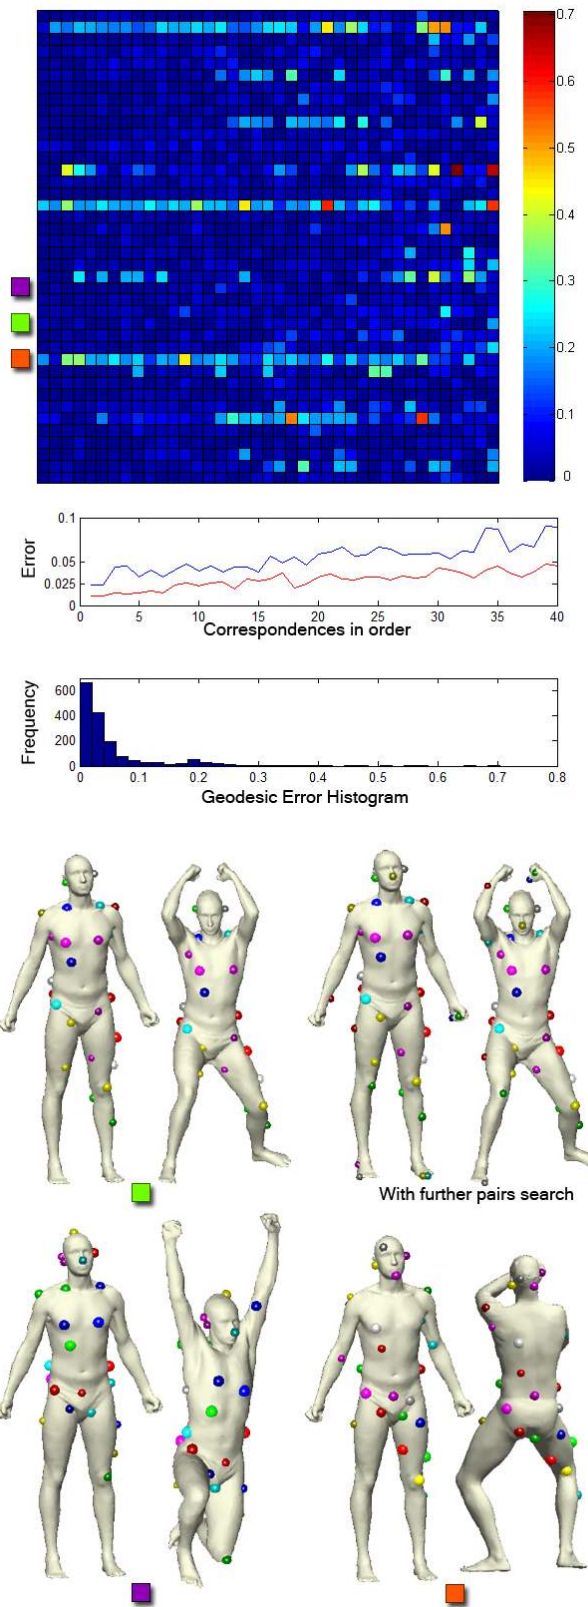 0.7
0.6
0.5
0.4
0.3
0.2
0.1
0
0.1
0.05
0.025
0
Error
0 5 10 15 20 25 30 35 40
Correspondences in order
600
400
200
0
Frequency
0 0.1 0.2 0.3 0.4 0.5 0.6 0.7 0.8
Geodesic Error Histogram
With further pairs search